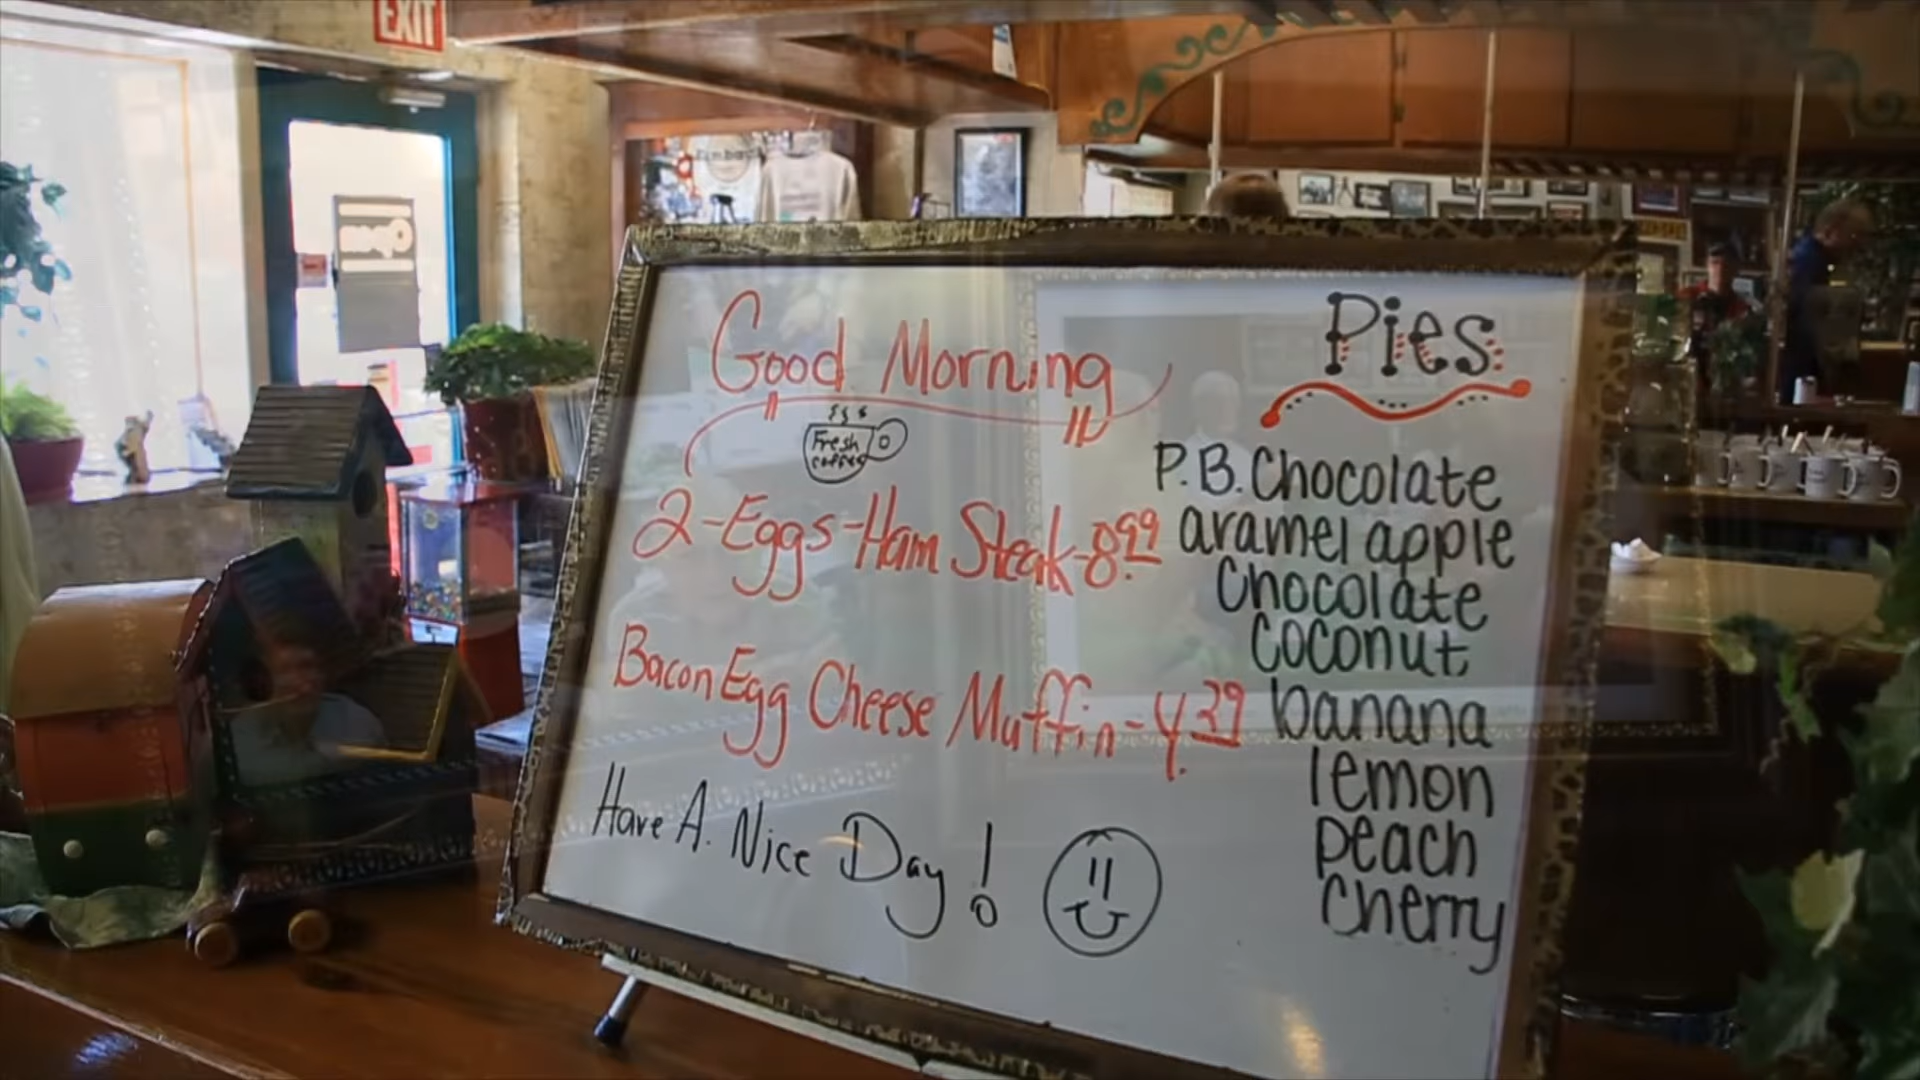 EXIT
Open
Good Morning
Fresh
coffee
2-Eggs-Ham Steak-8.99
Bacon Egg Cheese Muffin-4.39
Have A. Nice Day!
Pies
P.B. Chocolate
aramel apple
Chocolate
Coconut
banana
lemon
peach
Cherry